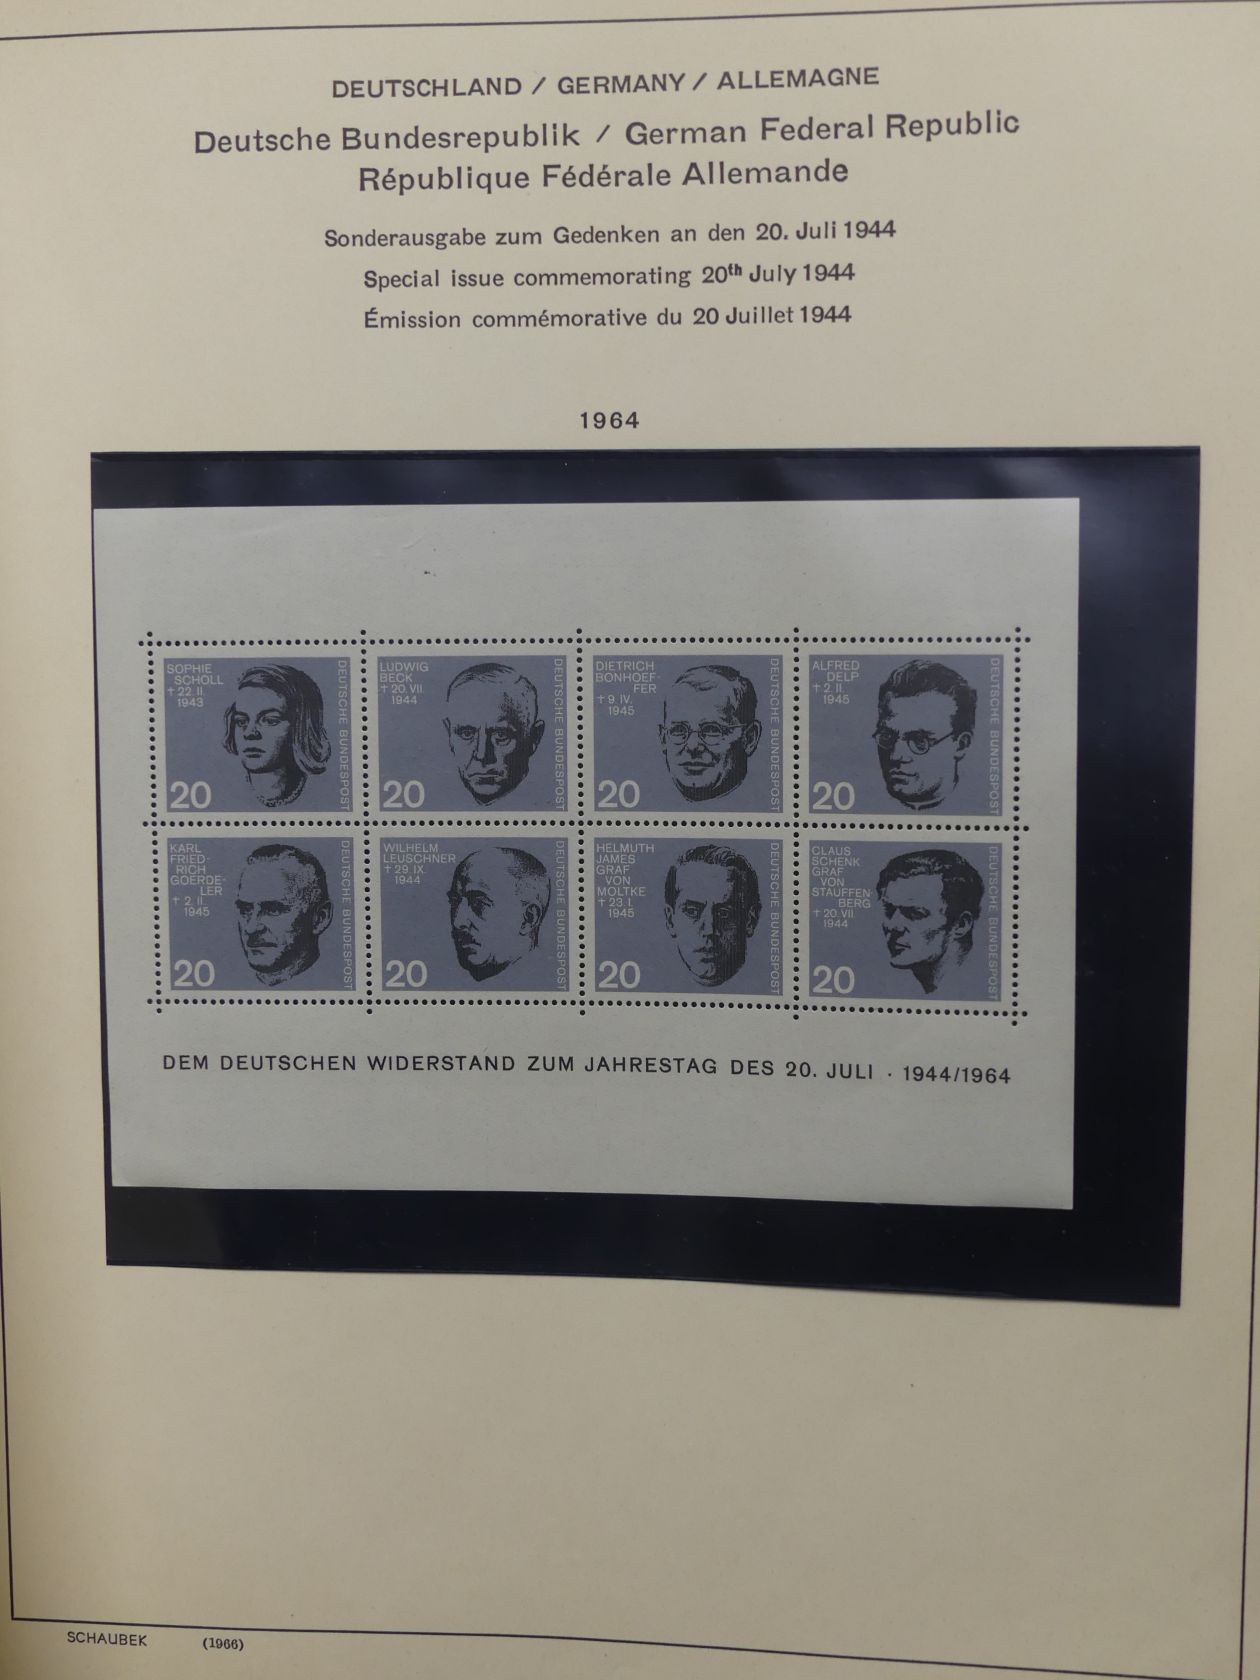 DEUTSCHLAND / GERMANY / ALLEMAGNE
Deutsche Bundesrepublik / German Federal Republic
République Fédérale Allemande
Sonderausgabe zum Gedenken an den 20. Juli 1944
Special issue commemorating 20th July 1944
Émission commémorative du 20 Juillet 1944
1964
SOPHIE
SCHOLL
† 22. II.
1943
20
DEUTSCHE BUNDESPOST
LUDWIG
BECK
† 20. VII.
1944
20
DEUTSCHE BUNDESPOST
DIETRICH
BONHOEF-
FER
† 9. IV.
1945
20
DEUTSCHE BUNDESPOST
ALFRED
DELP
† 2. II.
1945
20
DEUTSCHE BUNDESPOST
KARL
FRIED-
RICH
GOERDE-
LER
† 2. II.
1945
20
DEUTSCHE BUNDESPOST
WILHELM
LEUSCHNER
† 29. IX.
1944
20
DEUTSCHE BUNDESPOST
HELMUTH
JAMES
GRAF
VON
MOLTKE
† 23. I.
1945
20
DEUTSCHE BUNDESPOST
CLAUS
SCHENK
GRAF
VON
STAUFFEN-
BERG
† 20. VII.
1944
20
DEUTSCHE BUNDESPOST
DEM DEUTSCHEN WIDERSTAND ZUM JAHRESTAG DES 20. JULI · 1944/1964
SCHAUBEK (1966)